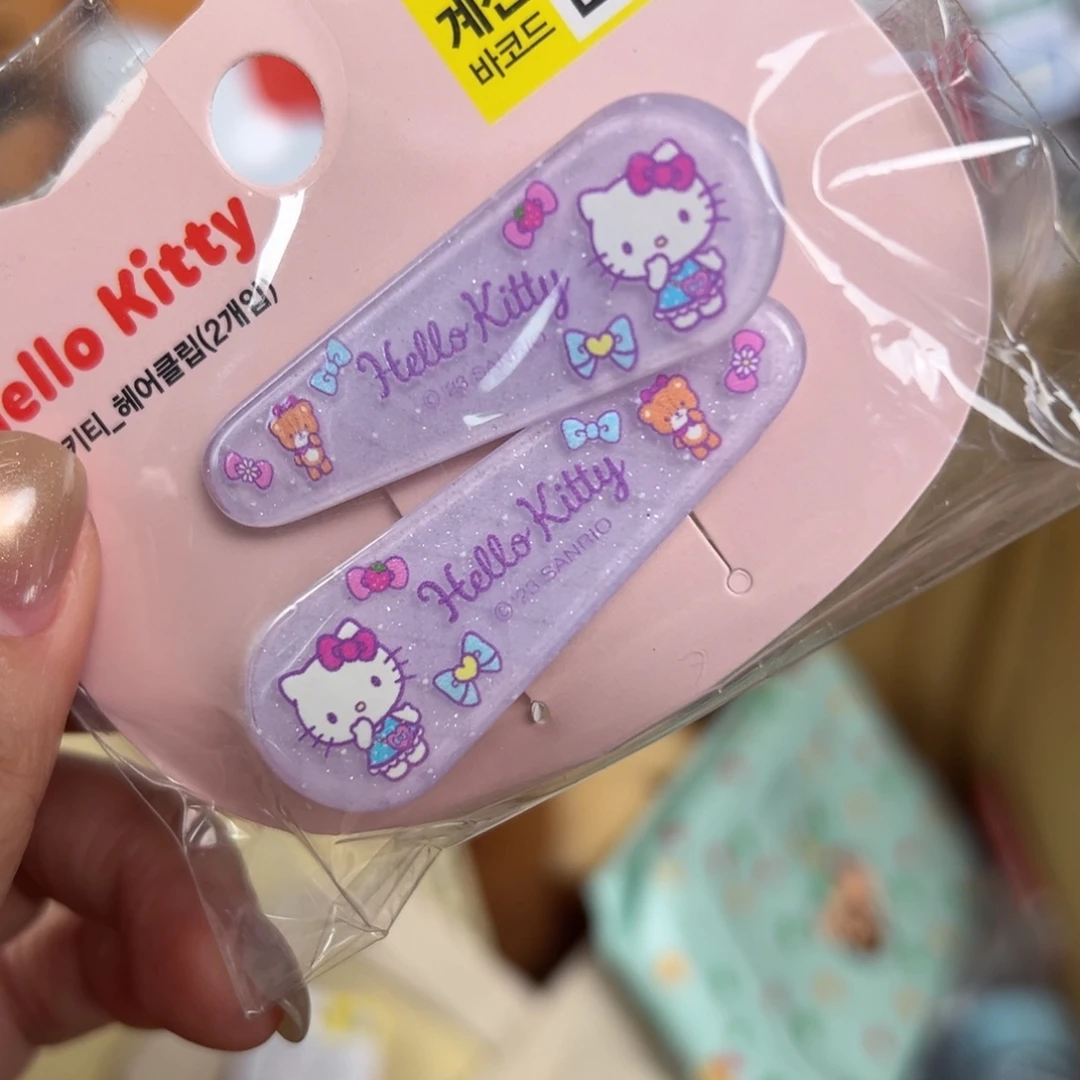 계산
바코드
Hello Kitty
키티_헤어클립(2개입)
Hello Kitty
© '23 SAN
Hello Kitty
© '23 SANRIO